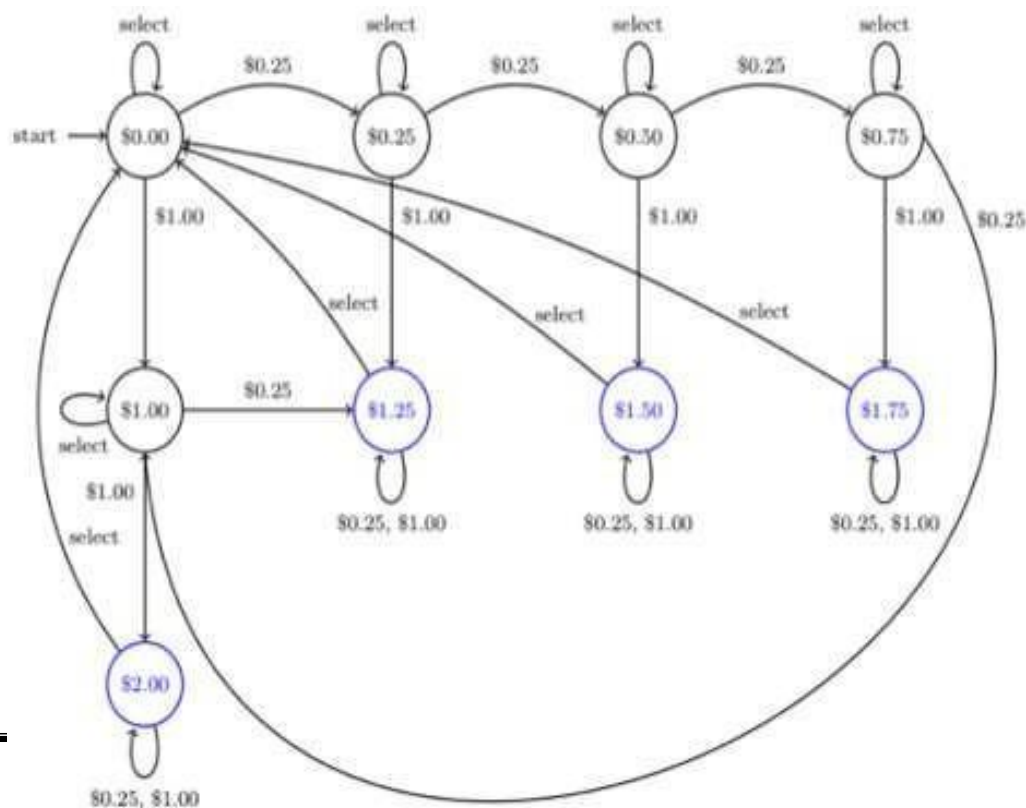 select select select select
$0.25 $0.25 $0.25
start $0.00 $0.25 $0.50 $0.75
$1.00 $1.00 $1.00 $1.00 $0.25
select select select
$0.25
$1.00 $1.25 $1.50 $1.75
select
$1.00
$0.25, $1.00 $0.25, $1.00 $0.25, $1.00
select
$2.00
$0.25, $1.00